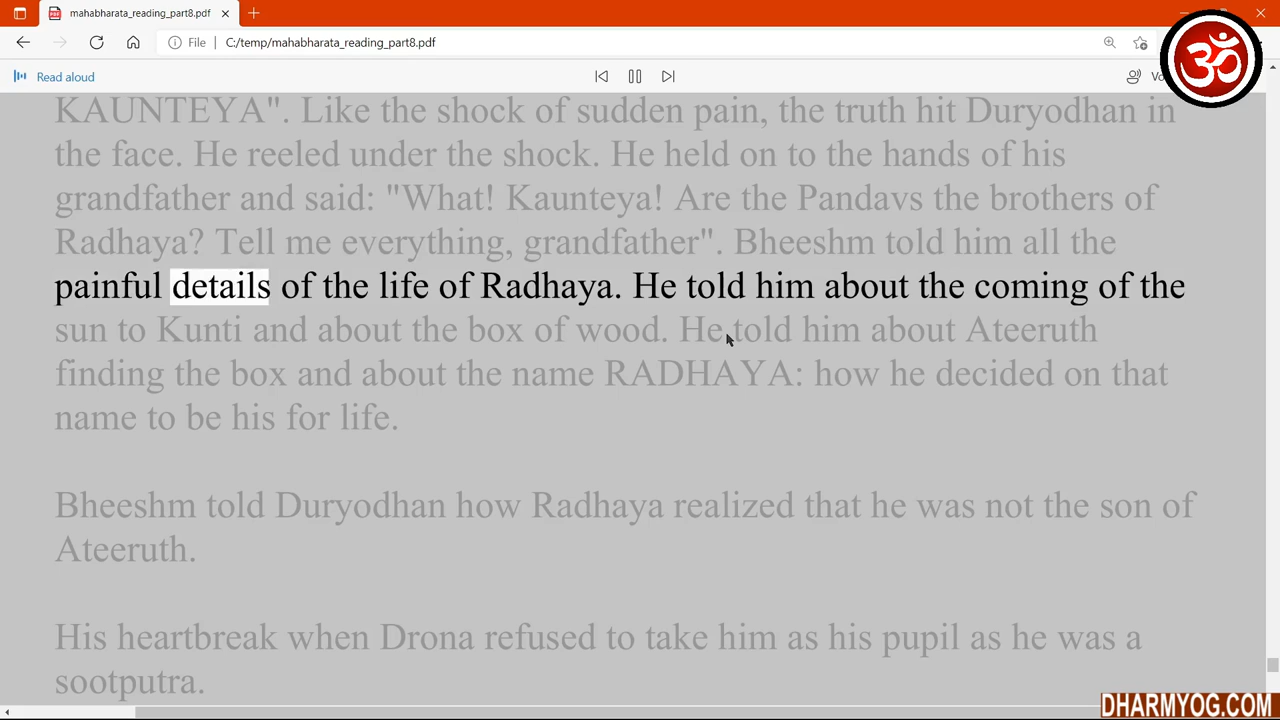 mahabharata_reading_part8.pdf
File C:/temp/mahabharata_reading_part8.pdf
Read aloud
KAUNTEYA". Like the shock of sudden pain, the truth hit Duryodhan in
the face. He reeled under the shock. He held on to the hands of his
grandfather and said: "What! Kaunteya! Are the Pandavs the brothers of
Radhaya? Tell me everything, grandfather". Bheeshm told him all the
painful details of the life of Radhaya. He told him about the coming of the
sun to Kunti and about the box of wood. He told him about Ateeruth
finding the box and about the name RADHAYA: how he decided on that
name to be his for life.
Bheeshm told Duryodhan how Radhaya realized that he was not the son of
Ateeruth.
His heartbreak when Drona refused to take him as his pupil as he was a
sootputra.
ॐ
DHARMYOG.COM